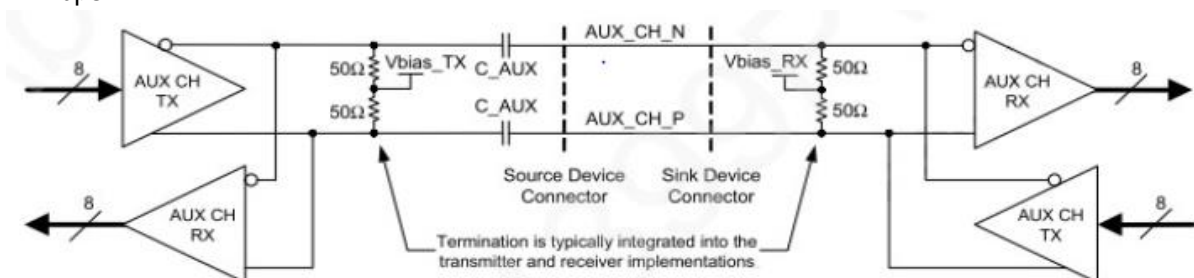 AUX_CH_N
50Ω
Vbias_TX
C_AUX
Vbias_RX
50Ω
8
AUX CH
TX
AUX CH
RX
8
50Ω
C_AUX
50Ω
AUX_CH_P
Source Device
Connector
Sink Device
Connector
8
AUX CH
RX
AUX CH
TX
8
Termination is typically integrated into the
transmitter and receiver implementations